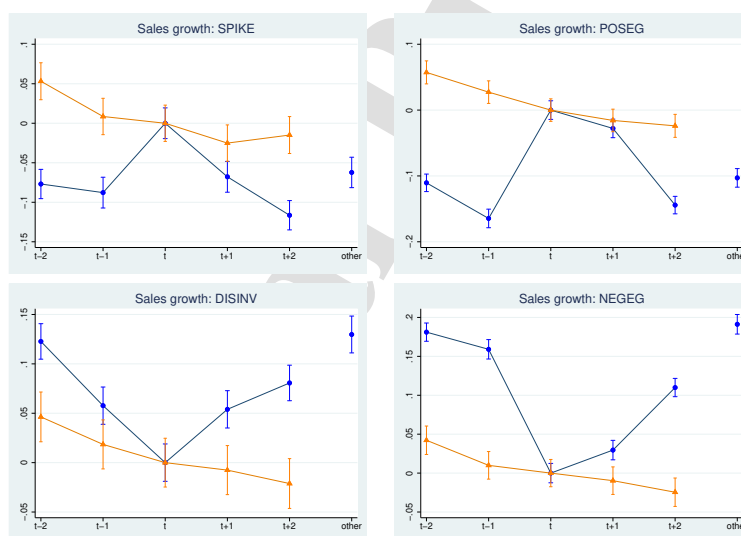 Sales growth: SPIKE
.1
.05
0
−.05
−.1
−.15
t−2 t−1 t t+1 t+2 other
Sales growth: POSEG
.1
0
−.1
−.2
t−2 t−1 t t+1 t+2 othe
Sales growth: DISINV
.15
.1
.05
0
−.05
t−2 t−1 t t+1 t+2 other
Sales growth: NEGEG
.2
.15
.1
.05
0
−.05
t−2 t−1 t t+1 t+2 othe